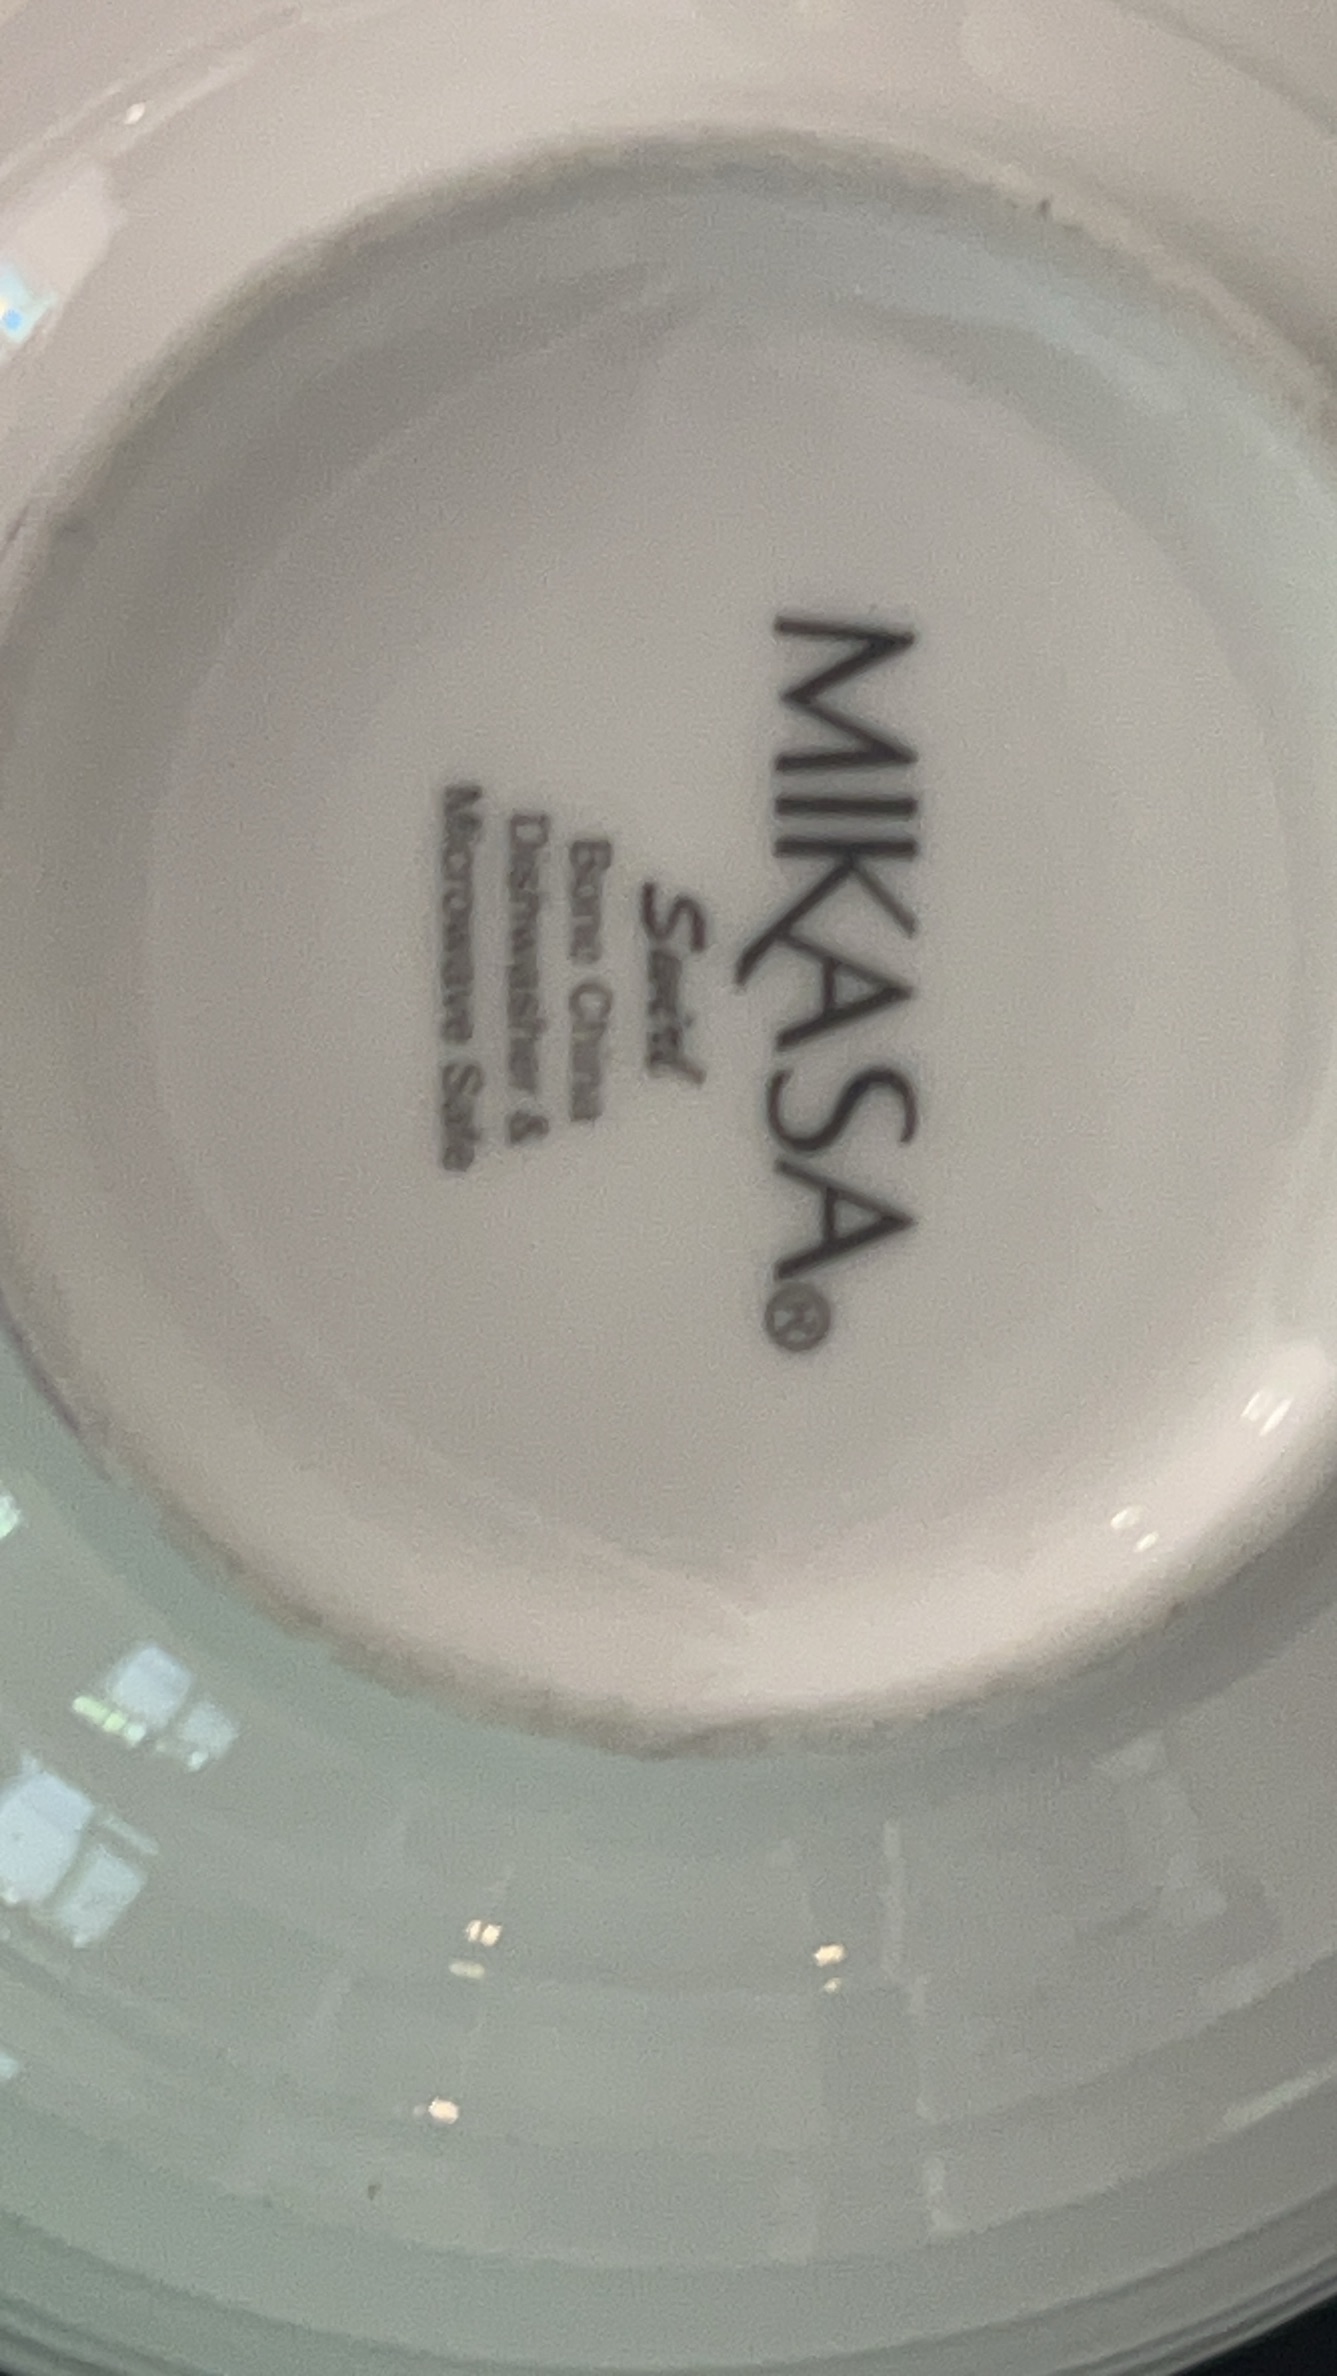 MIKASA®
Swirl
Bone China
Dishwasher &
Microwave Safe